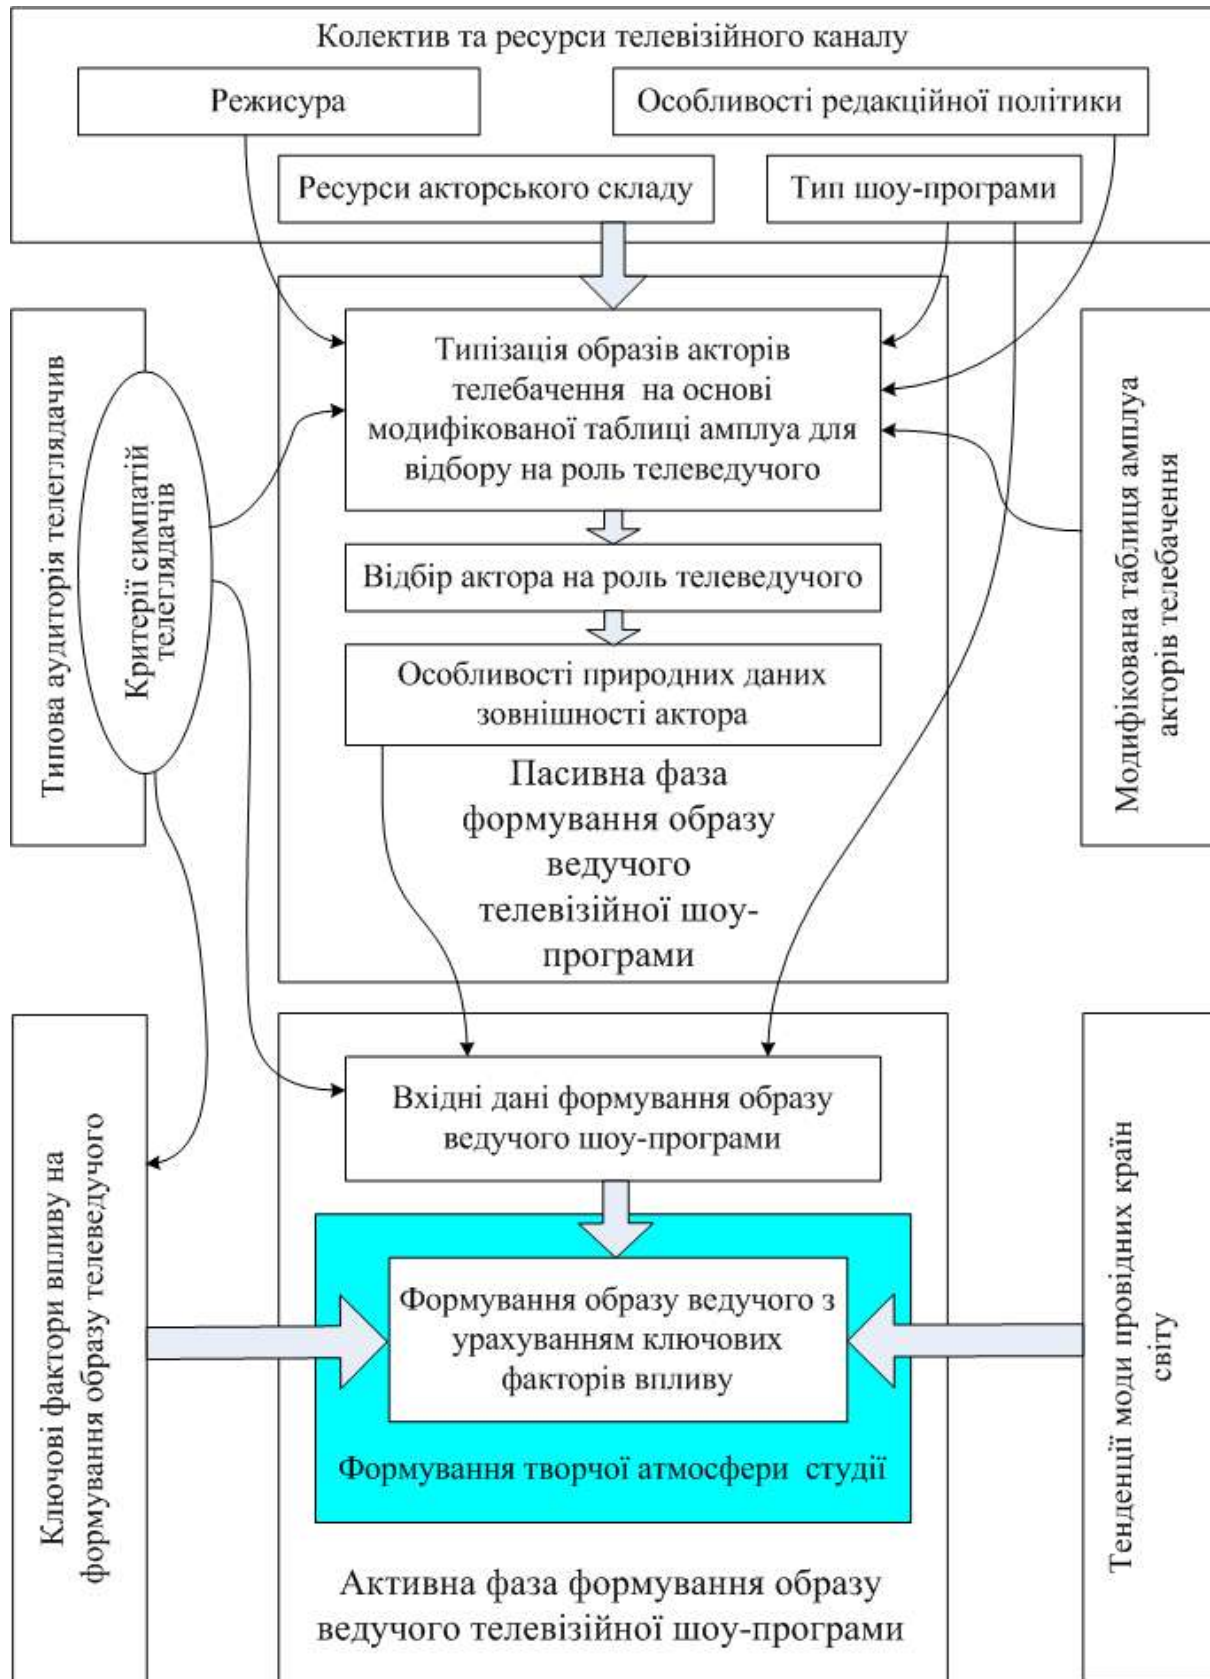 Колектив та ресурси телевізійного каналу
Режисура
Особливості редакційної політики
Ресурси акторського складу
Тип шоу-програми
Типова аудиторія телеглядачив
Критерії симпатій
телеглядачів
Типізація образів акторів
телебачення на основі
модифікованої таблиці амплуа для
відбору на роль телеведучого
Модифікована таблиця амплуа
акторів телебачення
Відбір актора на роль телеведучого
Особливості природних даних
зовнішності актора
Пасивна фаза
формування образу
ведучого
телевізійної шоу-
програми
Ключові фактори впливу на
формування образу телеведучого
Вхідні дані формування образу
ведучого шоу-програми
Формування образу ведучого з
урахуванням ключових
факторів впливу
Формування творчої атмосфери студії
Тенденції моди провідних країн
світу
Активна фаза формування образу
ведучого телевізійної шоу-програми